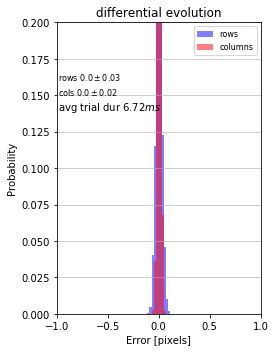 differential evolution
0.200
rows
columns
0.175
rows 0.0 ± 0.03
0.150
cols 0.0 ± 0.02
avg trial dur 6.72ms
0.125
Probability
0.100
0.075
0.050
0.025
0.000
−1.0 −0.5 0.0 0.5 1.0
Error [pixels]